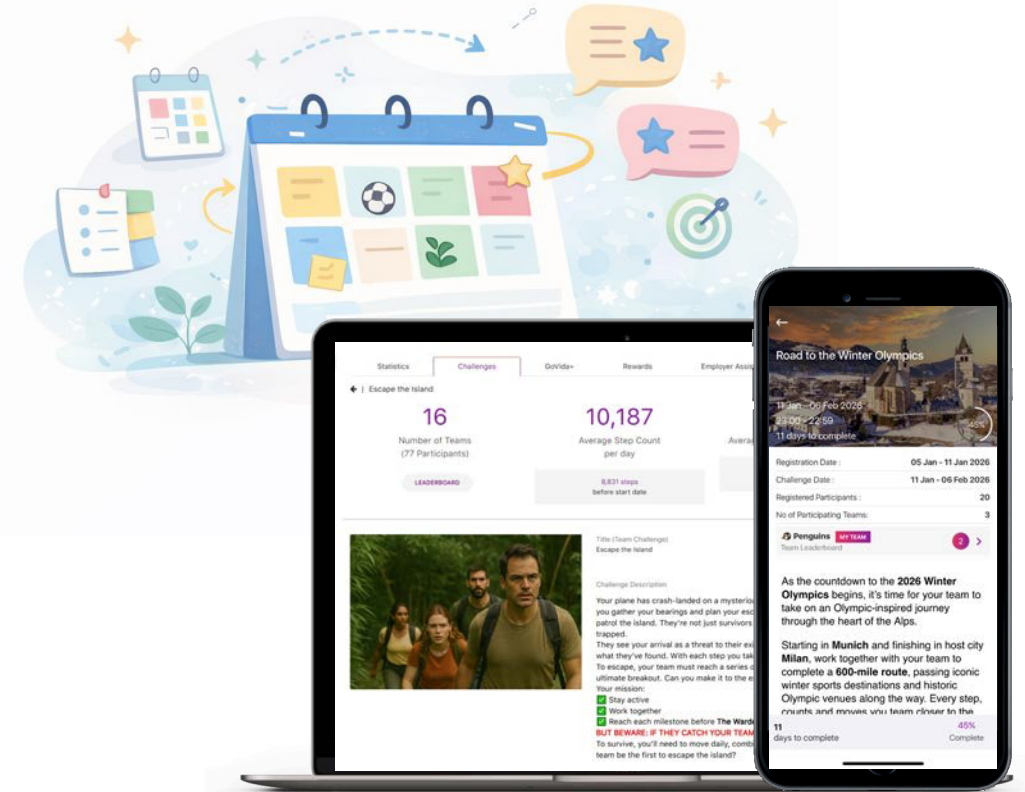 Statistics
Challenges
GoVida+
Rewards
Employer Assis
Escape the Island
16
Number of Teams
(77 Participants)
LEADERBOARD
10,187
Average Step Count
per day
8,831 steps
before start date
Averag
Title (Team Challenge)
Escape the Island
Challenge Description
Your plane has crash-landed on a mysterio
you gather your bearings and plan your esc
patrol the island. They're not just survivors
trapped.
They see your arrival as a threat to their exi
what they've found. With each step you tak
To escape, your team must reach a series o
ultimate breakout. Can you make it to the e
Your mission:
Stay active
Work together
Reach each milestone before The Warde
BUT BEWARE: IF THEY CATCH YOUR TEAM
To survive, you'll need to move daily, combi
team be the first to escape the island?
Road to the Winter Olympics
11 Jan - 06 Feb 2026
23:00 - 22:59
11 days to complete
45%
Registration Date :
05 Jan - 11 Jan 2026
Challenge Date :
11 Jan - 06 Feb 2026
Registered Participants :
20
No of Participating Teams:
3
Penguins MY TEAM
Team Leaderboard
2
As the countdown to the 2026 Winter
Olympics begins, it's time for your team to
take on an Olympic-inspired journey
through the heart of the Alps.
Starting in Munich and finishing in host city
Milan, work together with your team to
complete a 600-mile route, passing iconic
winter sports destinations and historic
Olympic venues along the way. Every step,
counts and moves you team closer to the
11
days to complete
45%
Complete